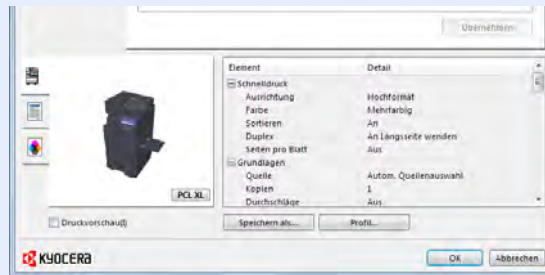 Übernehmen
Element Detail
Schnelldruck
Ausrichtung Hochformat
Farbe Mehrfarbig
Sortieren An
Duplex An Längsseite wenden
Seiten pro Blatt Aus
Grundlagen
Quelle Autom. Quellenauswahl
Kopien 1
Durchschläge Aus
PCL XL
Druckvorschau(J) Speichern als... Profil...
KYOCERA OK Abbrechen